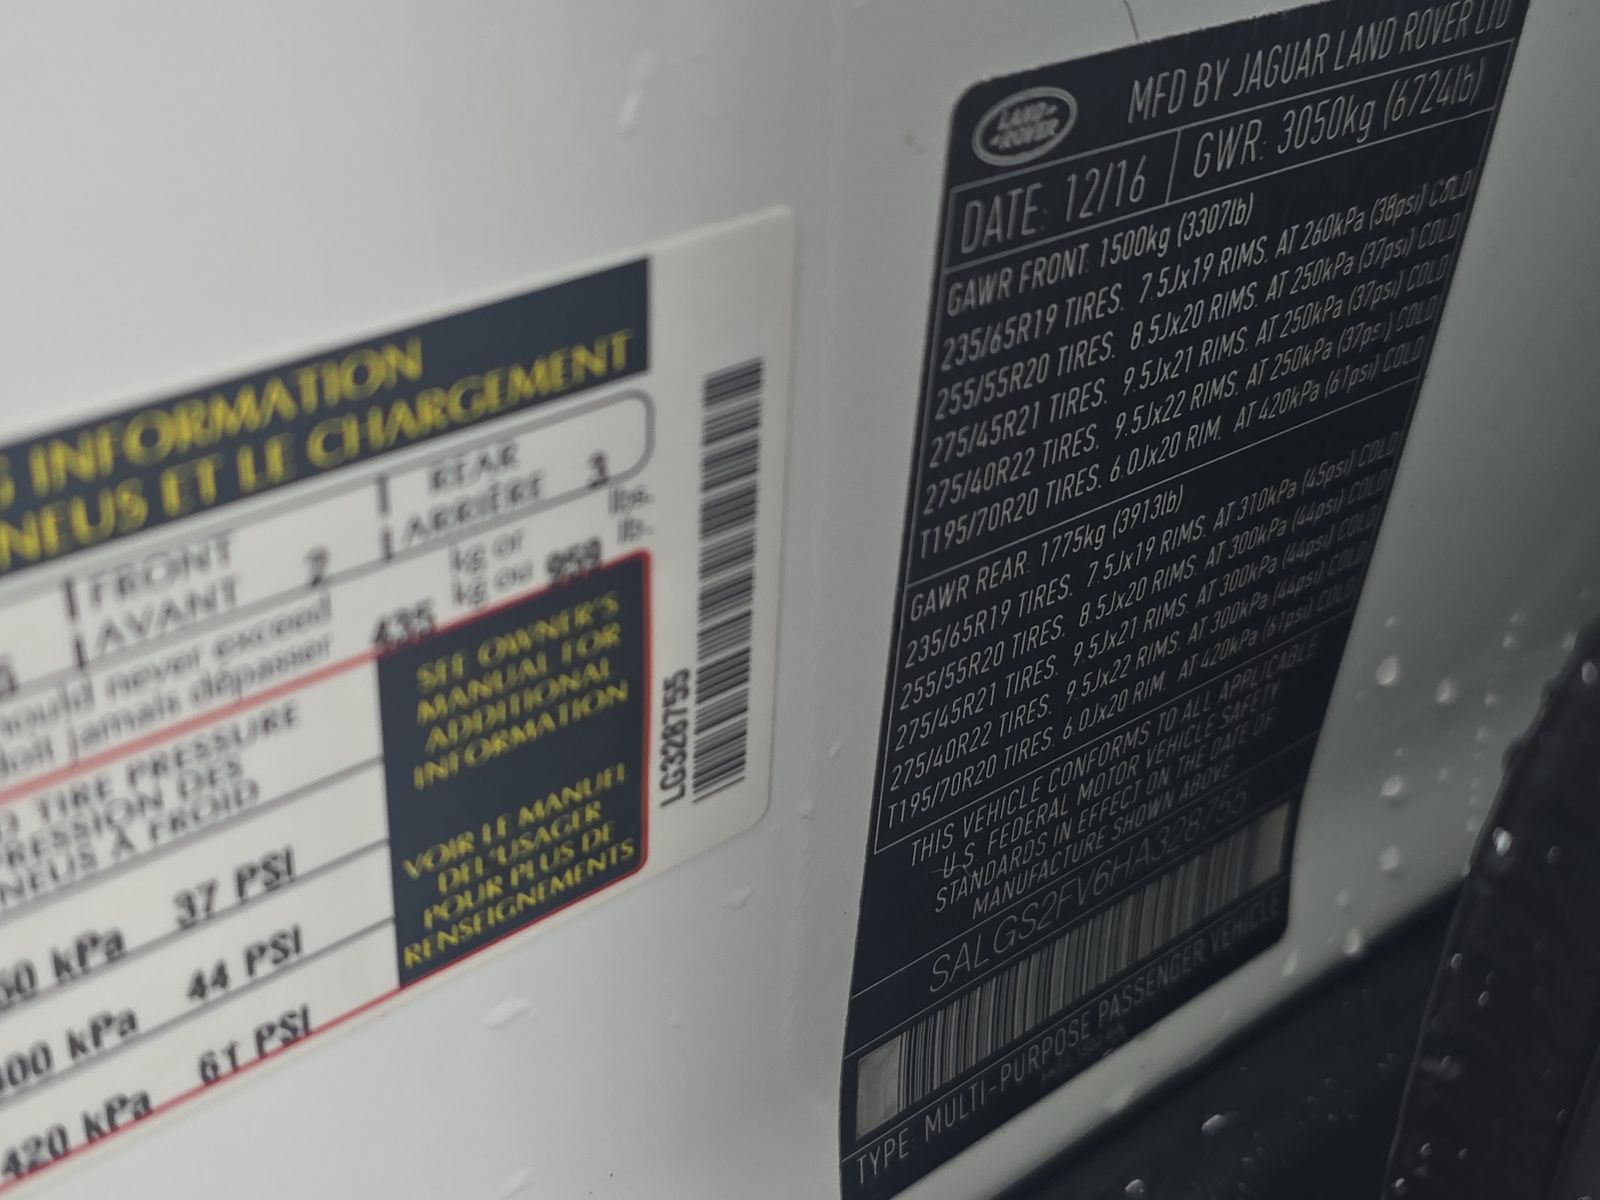 INFORMATION
NEUS ET LE CHARGEMENT
FRONT
AVANT 2
REAR
ARRIÈRE 3
should never exceed
doit jamais dépasser
435
kg or
kg ou
959
lbs.
lb.
TIRE PRESSURE
PRESSION DES
NEUS À FROID
37 PSI
44 PSI
61 PSI
kPa
420 kPa
SEE OWNER'S
MANUAL FOR
ADDITIONAL
INFORMATION
VOIR LE MANUEL
DEL'USAGER
POUR PLUS DE
RENSEIGNEMENTS
LG328755
LAND-
-ROVER
MFD BY JAGUAR LAND ROVER LTD
DATE: 12/16 GWR: 3050kg (6724lb)
GAWR FRONT: 1500kg (3307lb)
235/65R19 TIRES. 7.5Jx19 RIMS. AT 260kPa (38psi) COLD
255/55R20 TIRES. 8.5Jx20 RIMS. AT 250kPa (37psi) COLD
275/45R21 TIRES. 9.5Jx21 RIMS. AT 250kPa (37psi) COLD
275/40R22 TIRES. 9.5Jx22 RIMS. AT 250kPa (37psi) COLD
T195/70R20 TIRES. 6.0Jx20 RIM. AT 420kPa (61psi) COLD
GAWR REAR: 1775kg (3913lb)
235/65R19 TIRES. 7.5Jx19 RIMS. AT 310kPa (45psi) COLD
255/55R20 TIRES. 8.5Jx20 RIMS. AT 300kPa (44psi) COLD
275/45R21 TIRES. 9.5Jx21 RIMS. AT 300kPa (44psi) COLD
275/40R22 TIRES. 9.5Jx22 RIMS. AT 300kPa (44psi) COLD
T195/70R20 TIRES. 6.0Jx20 RIM. AT 420kPa (61psi) COLD
THIS VEHICLE CONFORMS TO ALL APPLICABLE
U.S. FEDERAL MOTOR VEHICLE SAFETY
STANDARDS IN EFFECT ON THE DATE OF
MANUFACTURE SHOWN ABOVE
SALGS2FV6HA328755
TYPE: MULTI-PURPOSE PASSENGER VEHICLE